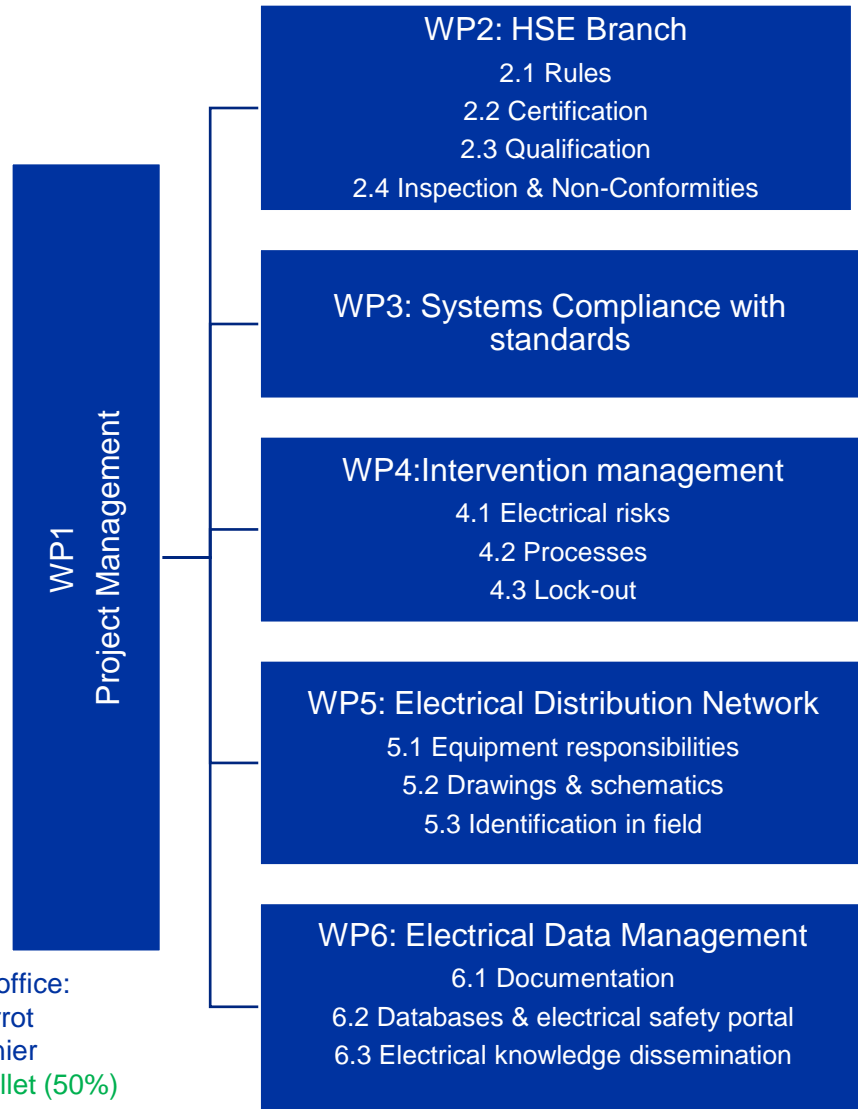 WP1
Project Management
WP2: HSE Branch
2.1 Rules
2.2 Certification
2.3 Qualification
2.4 Inspection & Non-Conformities
WP3: Systems Compliance with
standards
WP4:Intervention management
4.1 Electrical risks
4.2 Processes
4.3 Lock-out
WP5: Electrical Distribution Network
5.1 Equipment responsibilities
5.2 Drawings & schematics
5.3 Identification in field
WP6: Electrical Data Management
6.1 Documentation
6.2 Databases & electrical safety portal
6.3 Electrical knowledge dissemination
office:
(50%)